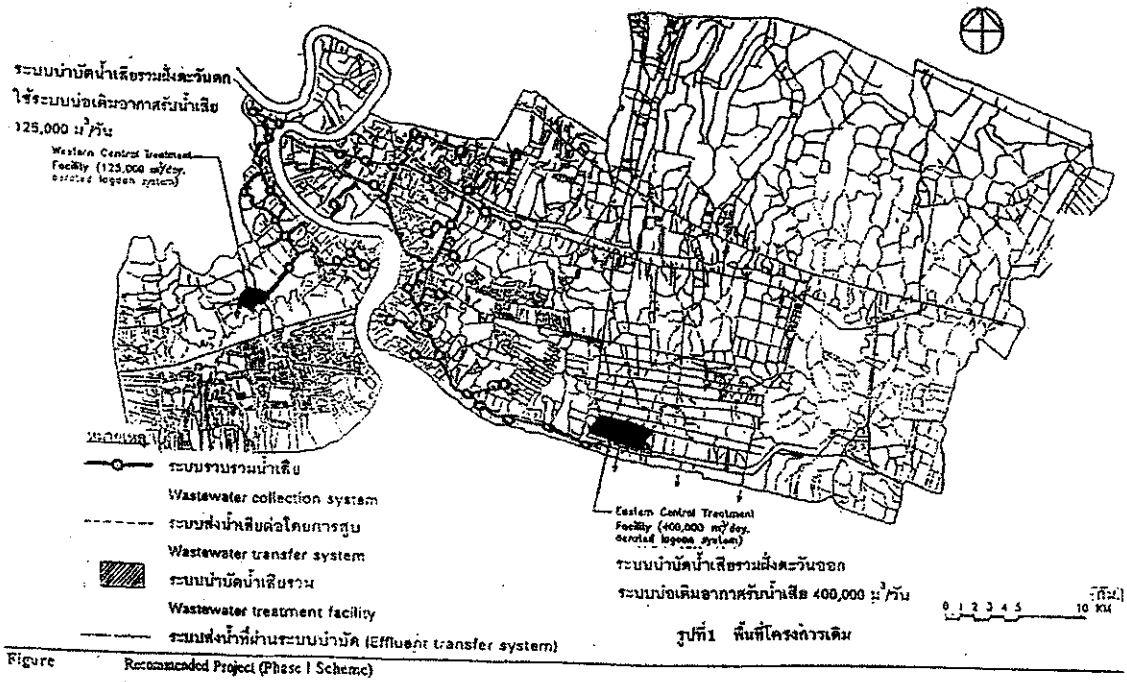 ระบบบำบัดน้ำเสียรวมฝั่งตะวันตก
ใช้ระบบบ่อเติมอากาศรับน้ำเสีย
125,000 ม³/วัน
Western Central Treatment
Facility (125,000 m³/day,
aerated lagoon system)
หมายเหตุ
ระบบรวบรวมน้ำเสีย
Wastewater collection system
ระบบส่งน้ำเสียต่อโดยการสูบ
Wastewater transfer system
ระบบบำบัดน้ำเสียรวม
Wastewater treatment facility
ระบบส่งน้ำที่ผ่านระบบบำบัด (Effluent transfer system)
Eastern Central Treatment
Facility (400,000 m³/day,
aerated lagoon system)
ระบบบำบัดน้ำเสียรวมฝั่งตะวันออก
ระบบบ่อเติมอากาศรับน้ำเสีย 400,000 ม³/วัน
0 1 2 3 4 5 10 KM
รูปที่1 พื้นที่โครงการเดิม
Figure Recommended Project (Phase I Scheme)